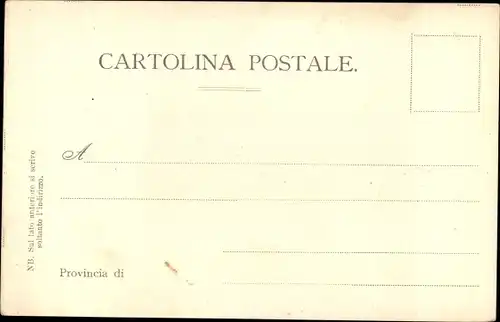 CARTOLINA POSTALE.
A
Provincia di
NB. Sul lato anteriore si scrive
soltanto l'indirizzo.